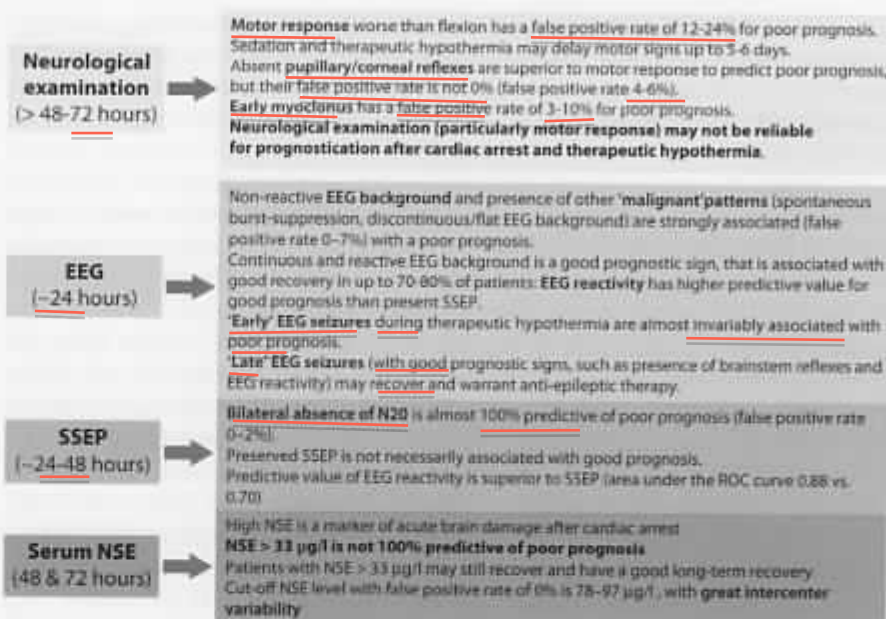 Neurological
examination
(> 48-72 hours)
Motor response worse than flexion has a false positive rate of 12-24% for poor prognosis.
Sedation and therapeutic hypothermia may delay motor signs up to 5-6 days.
Absent pupillary/corneal reflexes are superior to motor response to predict poor prognosis,
but their false positive rate is not 0% (false positive rate 4-6%).
Early myoclonus has a false positive rate of 3-10% for poor prognosis.
Neurological examination (particularly motor response) may not be reliable
for prognostication after cardiac arrest and therapeutic hypothermia.
EEG
(~24 hours)
Non-reactive EEG background and presence of other 'malignant' patterns (spontaneous
burst-suppression, discontinuous/flat EEG background) are strongly associated (false
positive rate 0–7%) with a poor prognosis.
Continuous and reactive EEG background is a good prognostic sign, that is associated with
good recovery in up to 70-80% of patients. EEG reactivity has higher predictive value for
good prognosis than present SSEP.
'Early' EEG seizures during therapeutic hypothermia are almost invariably associated with
poor prognosis.
'Late' EEG seizures (with good prognostic signs, such as presence of brainstem reflexes and
EEG reactivity) may recover and warrant anti-epileptic therapy.
SSEP
(~24-48 hours)
Bilateral absence of N20 is almost 100% predictive of poor prognosis (false positive rate
0–2%).
Preserved SSEP is not necessarily associated with good prognosis.
Predictive value of EEG reactivity is superior to SSEP (area under the ROC curve 0.88 vs.
0.70)
Serum NSE
(48 & 72 hours)
High NSE is a marker of acute brain damage after cardiac arrest
NSE > 33 µg/l is not 100% predictive of poor prognosis
Patients with NSE > 33 µg/l may still recover and have a good long-term recovery
Cut-off NSE level with false positive rate of 0% is 78–97 µg/l, with great intercenter
variability